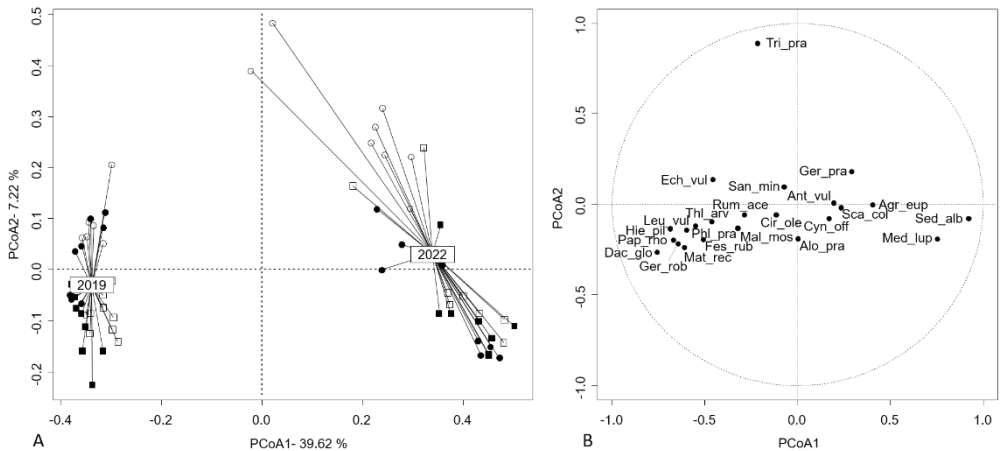 0.5
0.4
0.3
0.2
0.1
0.0
-0.1
-0.2
PCoA2- 7.22 %
2019
2022
-0.4
-0.2
0.0
0.2
0.4
PCoA1- 39.62 %
A
1.0
0.5
0.0
-0.5
-1.0
PCoA2
Tri_pra
Ger_pra
Ech_vul
San_min
Ant_vul
Rum_ace
Agr_eup
Thl_arv
Sca_col
Sed_alb
Leu_vul
Cir_ole
Cyn_off
Hie_pil
Phl_pra
Mal_mos
Med_lup
Pap_rho
Fes_rub
Alo_pra
Dac_glo
Mat_rec
Ger_rob
-1.0
-0.5
0.0
0.5
1.0
PCoA1
B